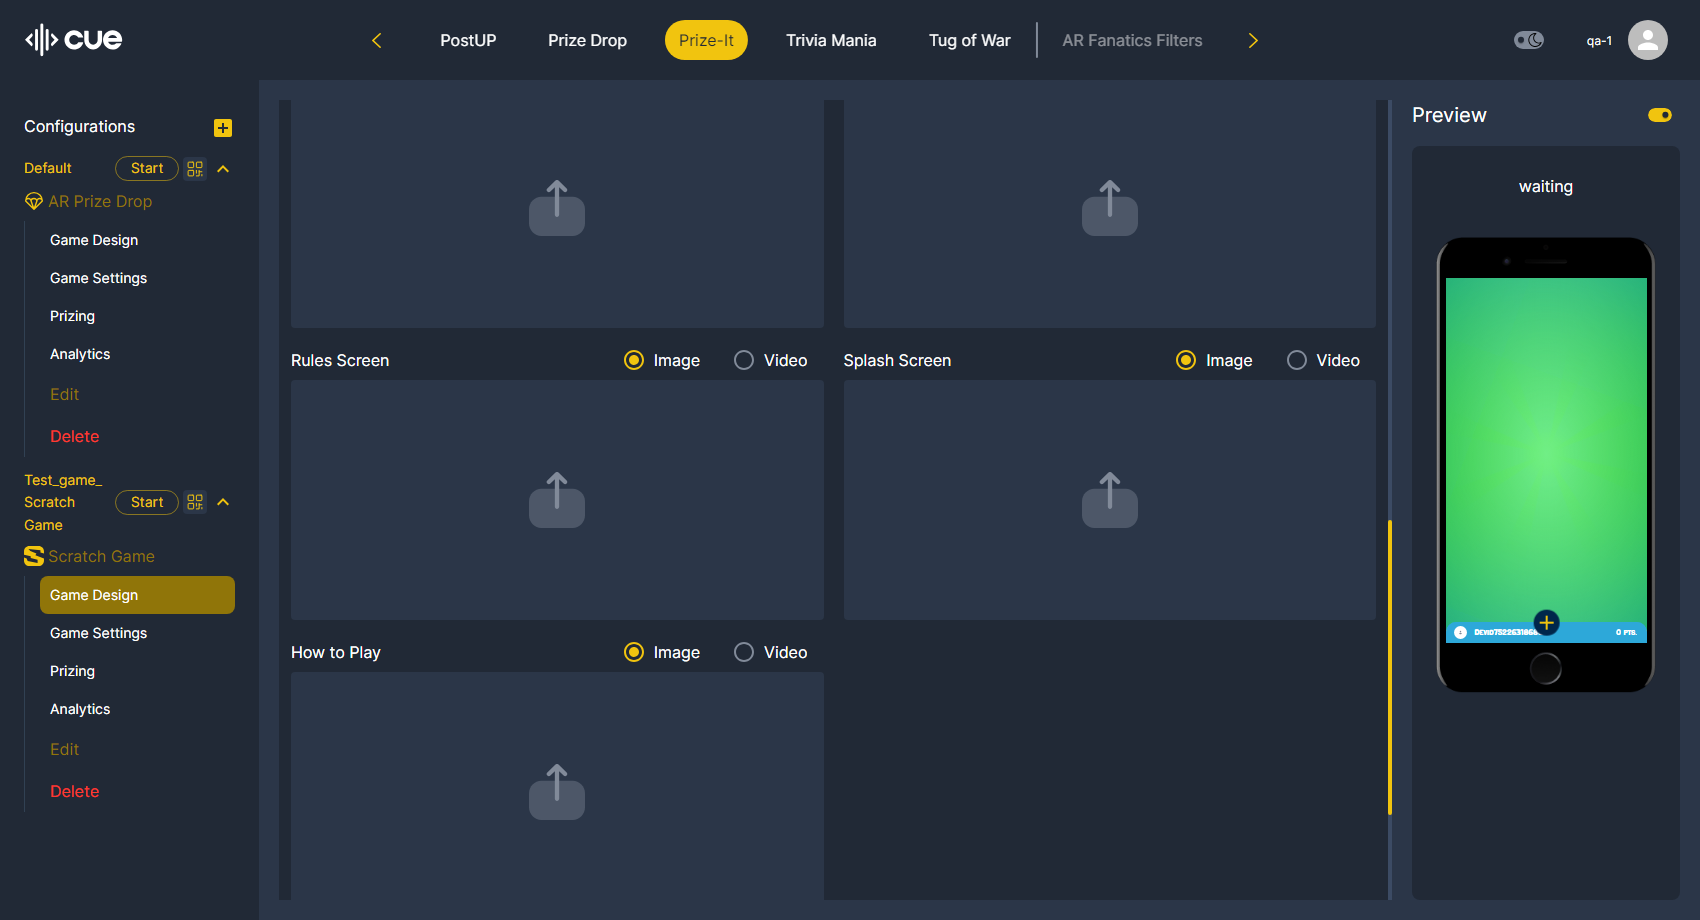 cue
PostUP
Prize Drop
Prize-It
Trivia Mania
Tug of War
AR Fanatics Filters
qa-1
Configurations
Default
Start
AR Prize Drop
Game Design
Game Settings
Prizing
Analytics
Edit
Delete
Test_game_
Scratch
Game
Start
Scratch Game
Game Design
Game Settings
Prizing
Analytics
Edit
Delete
Rules Screen
Image
Video
Splash Screen
Image
Video
How to Play
Image
Video
Preview
waiting
0 PTS.